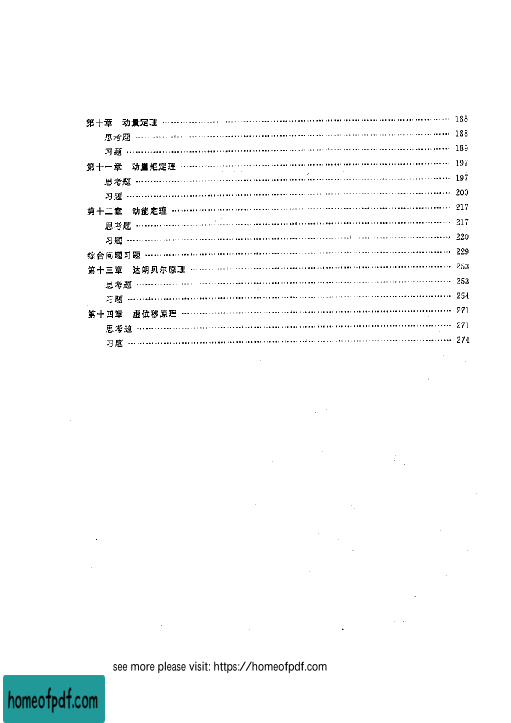 第十章 动量定理 188
思考题 188
习题 189
第十一章 动量矩定理 197
思考题 197
习题 200
第十二章 动能定理 217
思考题 217
习题 220
综合问题习题 229
第十三章 达朗贝尔原理 253
思考题 253
习题 254
第十四章 虚位移原理 271
思考题 271
习题 274
see more please visit: https://homeofpdf.com
homeofpdf.com